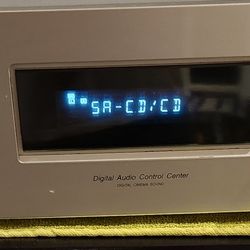 SA-CD/CD
Digital Audio Control Center
DIGITAL CINEMA SOUND